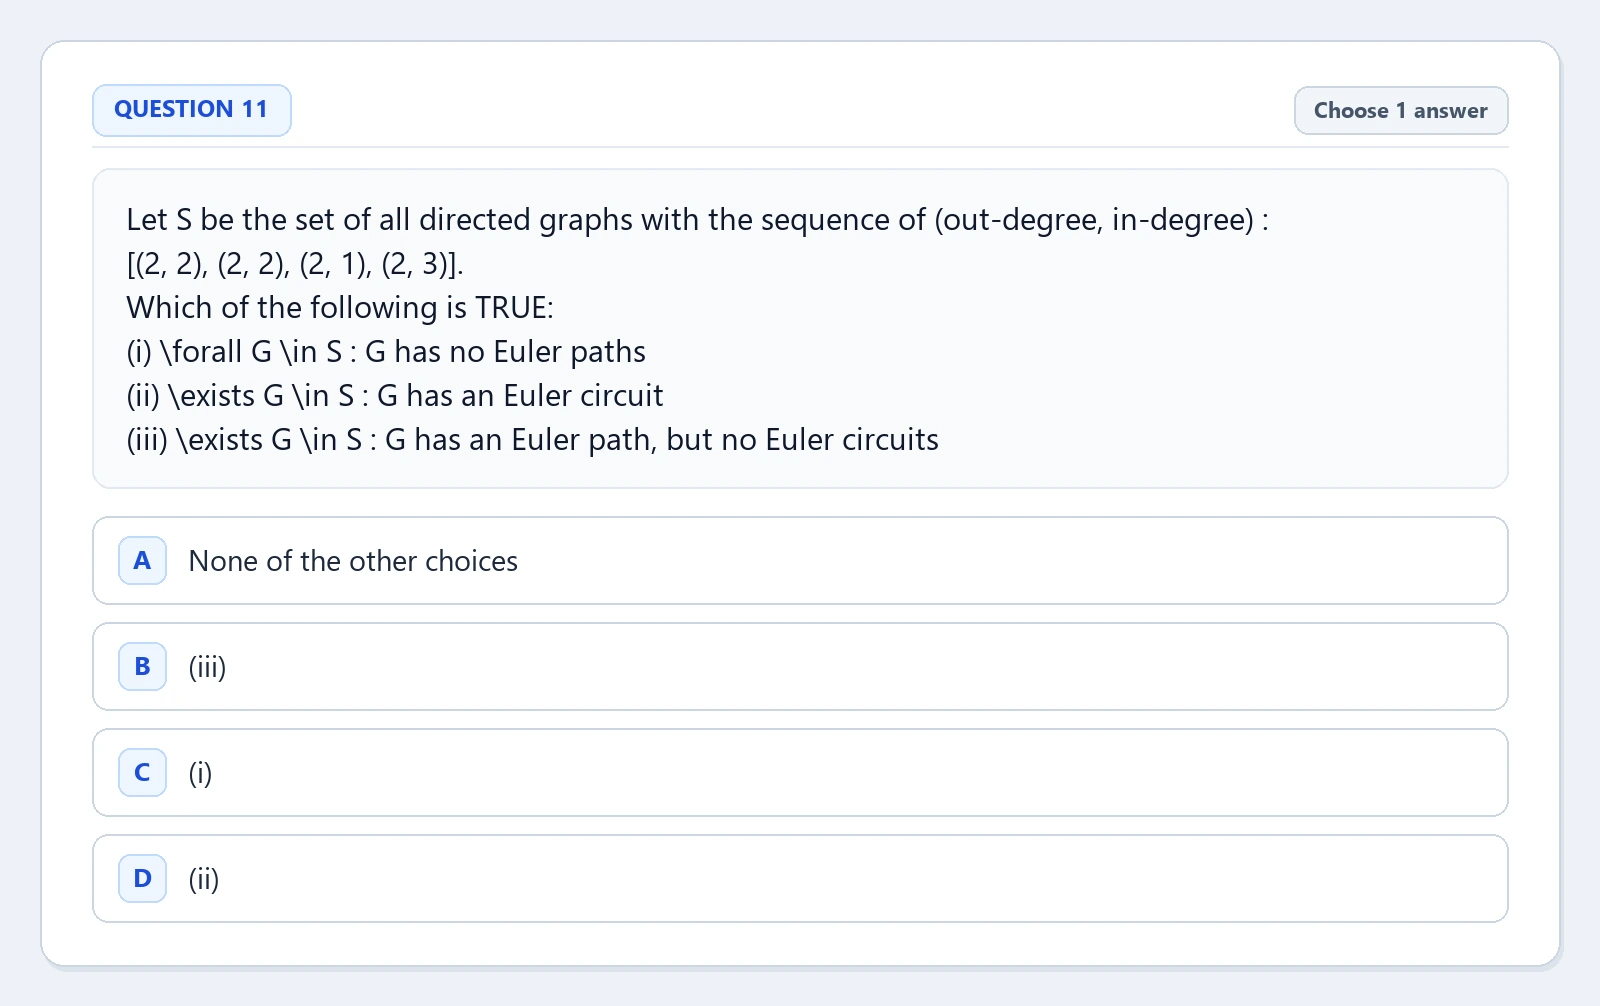 QUESTION 11
Choose 1 answer
Let S be the set of all directed graphs with the sequence of (out-degree, in-degree) :
[(2, 2), (2, 2), (2, 1), (2, 3)].
Which of the following is TRUE:
(i) \forall G \in S : G has no Euler paths
(ii) \exists G \in S : G has an Euler circuit
(iii) \exists G \in S : G has an Euler path, but no Euler circuits
A None of the other choices
B (iii)
C (i)
D (ii)